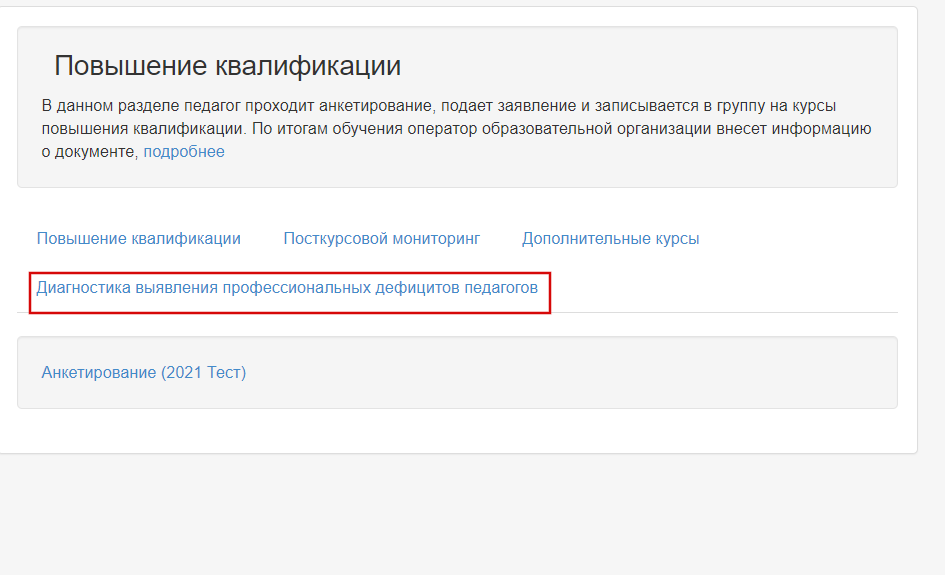 Повышение квалификации
В данном разделе педагог проходит анкетирование, подает заявление и записывается в группу на курсы
повышения квалификации. По итогам обучения оператор образовательной организации внесет информацию
о документе, подробнее
Повышение квалификации Посткурсовой мониторинг Дополнительные курсы
Диагностика выявления профессиональных дефицитов педагогов
Анкетирование (2021 Тест)